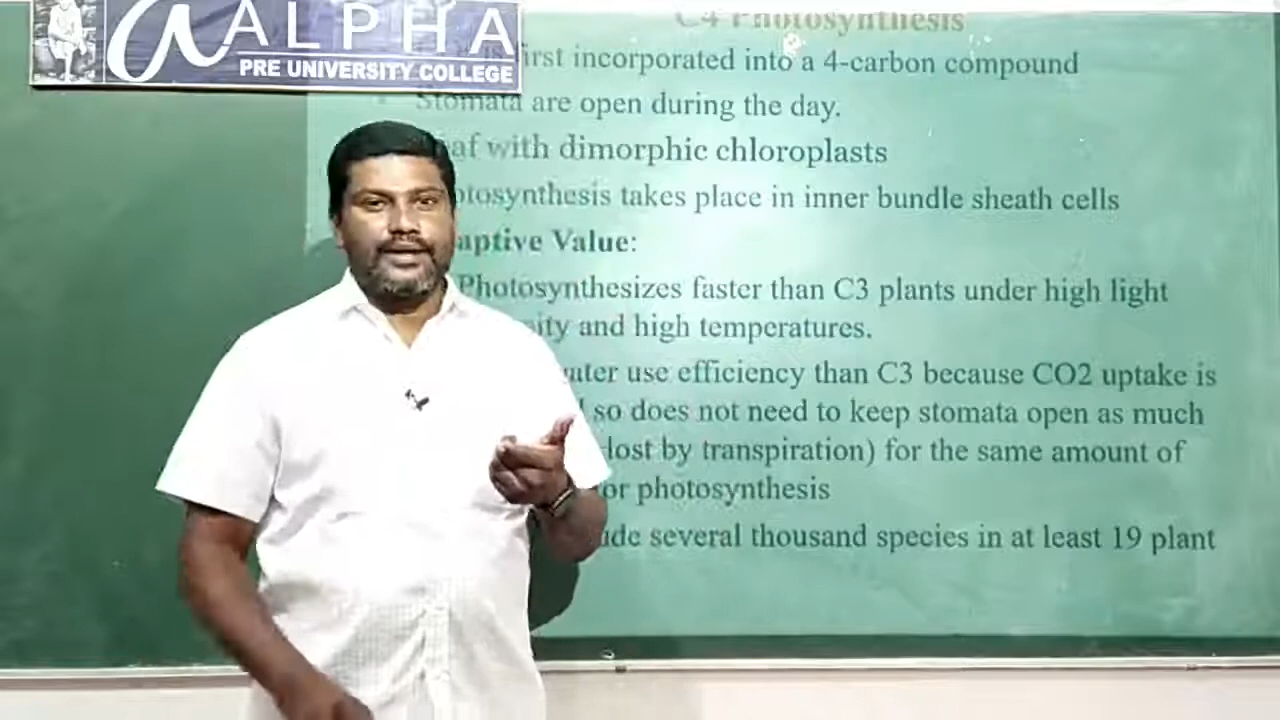 ALPHA
PRE UNIVERSITY COLLEGE
C4 Photosynthesis
first incorporated into a 4-carbon compound
Stomata are open during the day.
with dimorphic chloroplasts
takes place in inner bundle sheath cells
Value:
Photosynthesizes faster than C3 plants under high light
and high temperatures.
use efficiency than C3 because CO2 uptake is
so does not need to keep stomata open as much
lost by transpiration) for the same amount of
photosynthesis
several thousand species in at least 19 plant